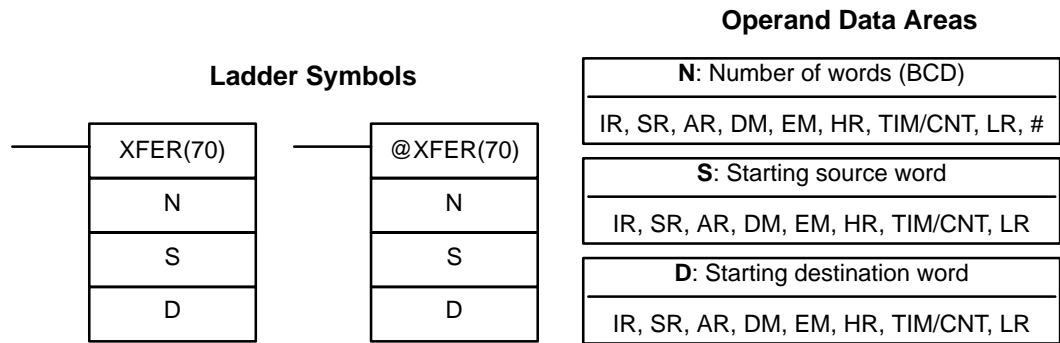 Ladder Symbols
XFER(70)
N
S
D
@XFER(70)
N
S
D
Operand Data Areas
N: Number of words (BCD)
IR, SR, AR, DM, EM, HR, TIM/CNT, LR, #
S: Starting source word
IR, SR, AR, DM, EM, HR, TIM/CNT, LR
D: Starting destination word
IR, SR, AR, DM, EM, HR, TIM/CNT, LR